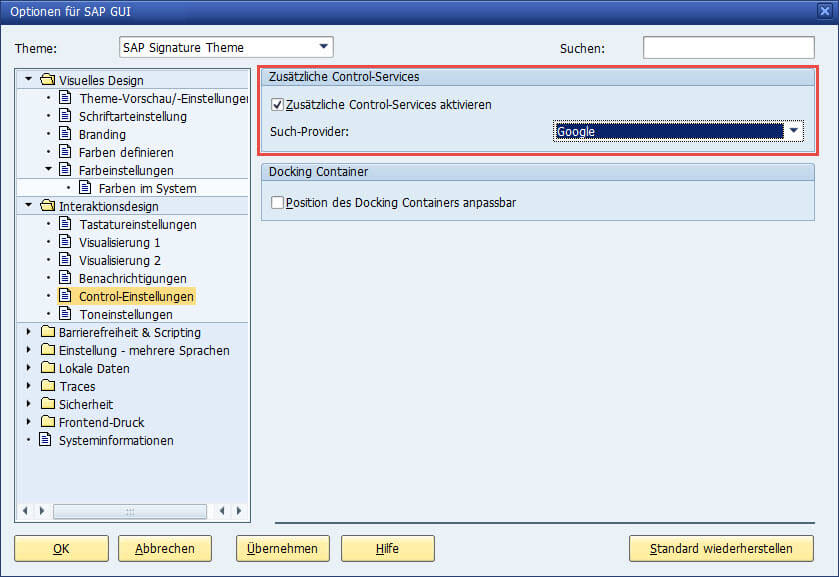 Optionen für SAP GUI
Theme: SAP Signature Theme Suchen:
Visuelles Design
Theme-Vorschau/-Einstellungen
Schriftarteinstellung
Branding
Farben definieren
Farbeinstellungen
Farben im System
Interaktionsdesign
Tastatureinstellungen
Visualisierung 1
Visualisierung 2
Benachrichtigungen
Control-Einstellungen
Toneinstellungen
Barrierefreiheit & Scripting
Einstellung - mehrere Sprachen
Lokale Daten
Traces
Sicherheit
Frontend-Druck
Systeminformationen
Zusätzliche Control-Services
Zusätzliche Control-Services aktivieren
Such-Provider: Google
Docking Container
Position des Docking Containers anpassbar
OK Abbrechen Übernehmen Hilfe Standard wiederherstellen